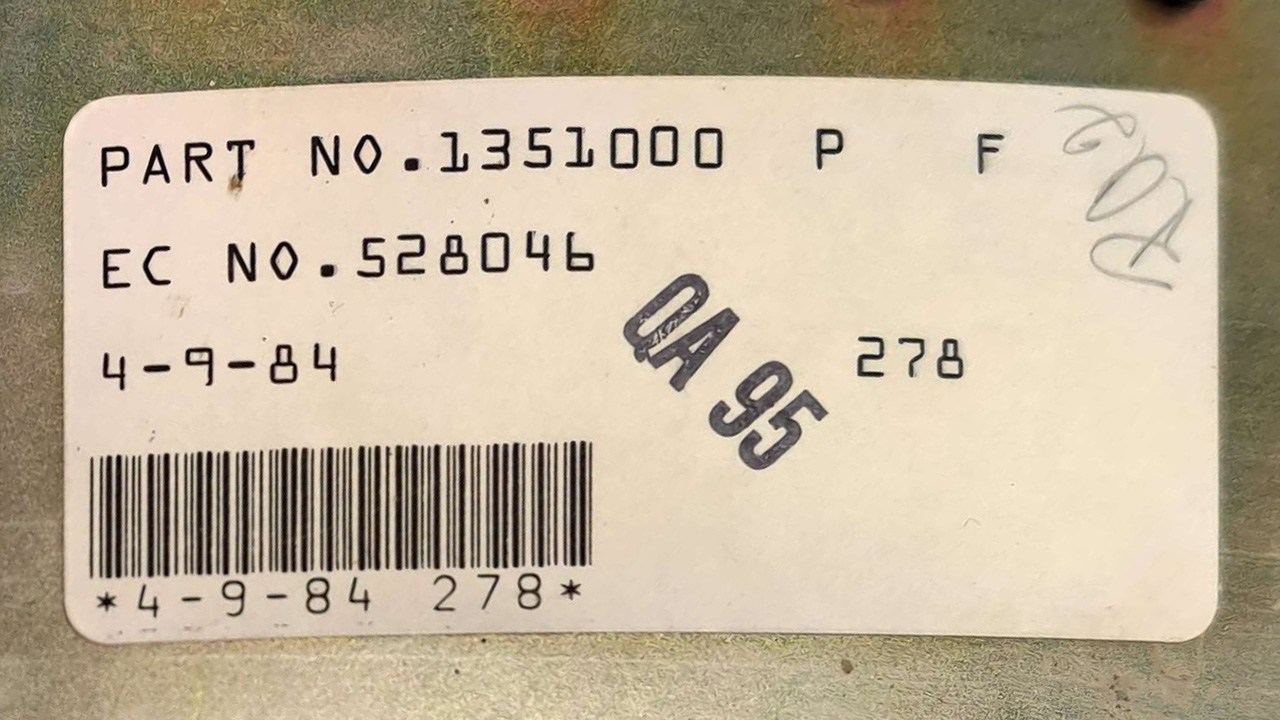 PART NO.1351000 P F
EC NO.528046
4-9-84 278
QA 95
*4-9-84 278*